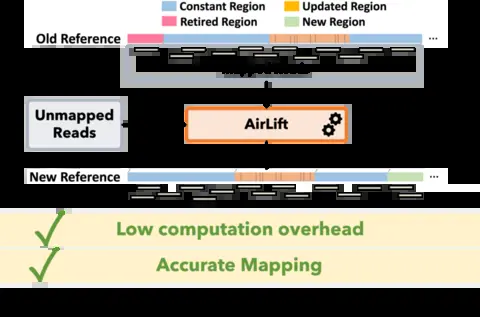 Constant Region Updated Region
Retired Region New Region
Old Reference ...
Unmapped
Reads
AirLift
New Reference ...
Low computation overhead
Accurate Mapping